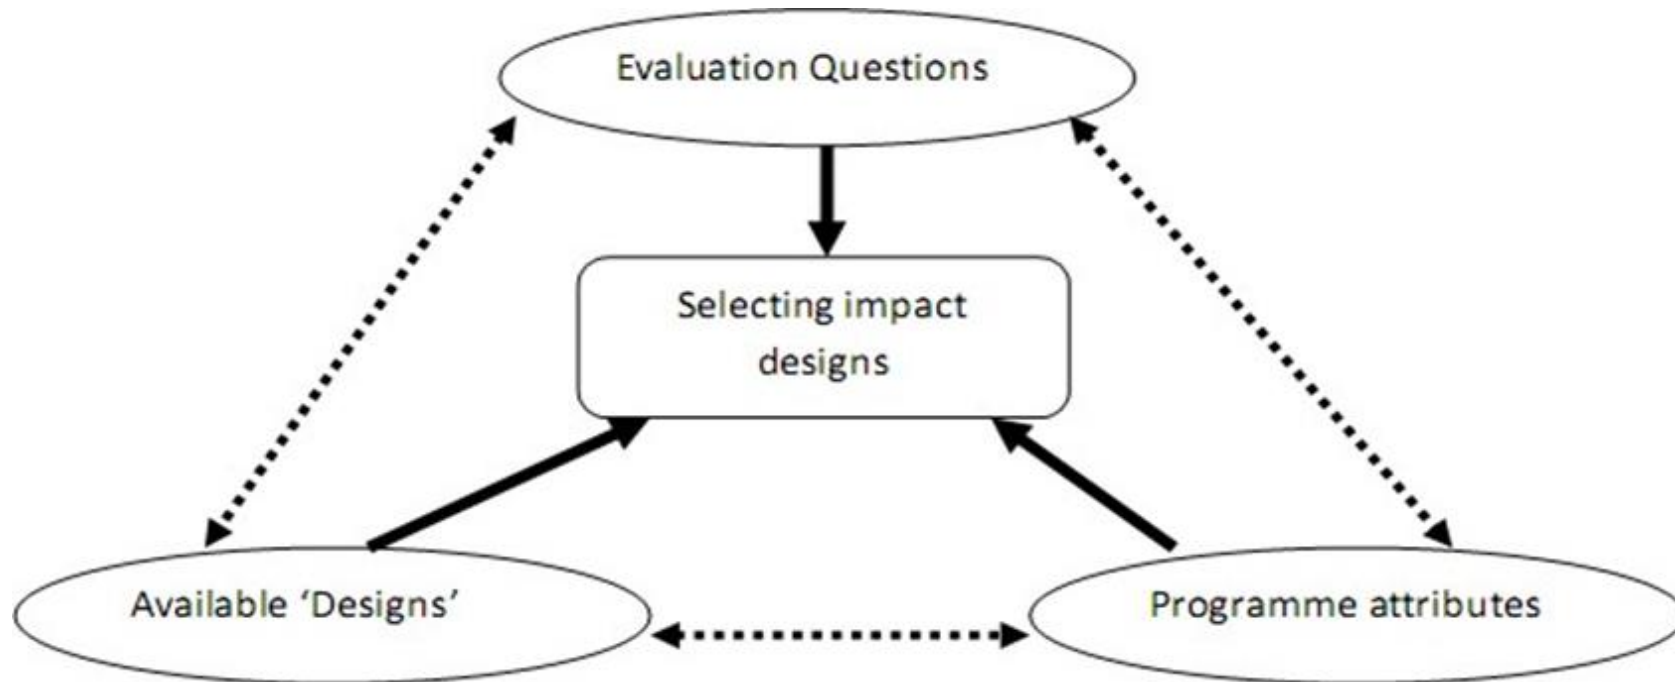 Evaluation Questions
Selecting impact
designs
Available ‘Designs’
Programme attributes